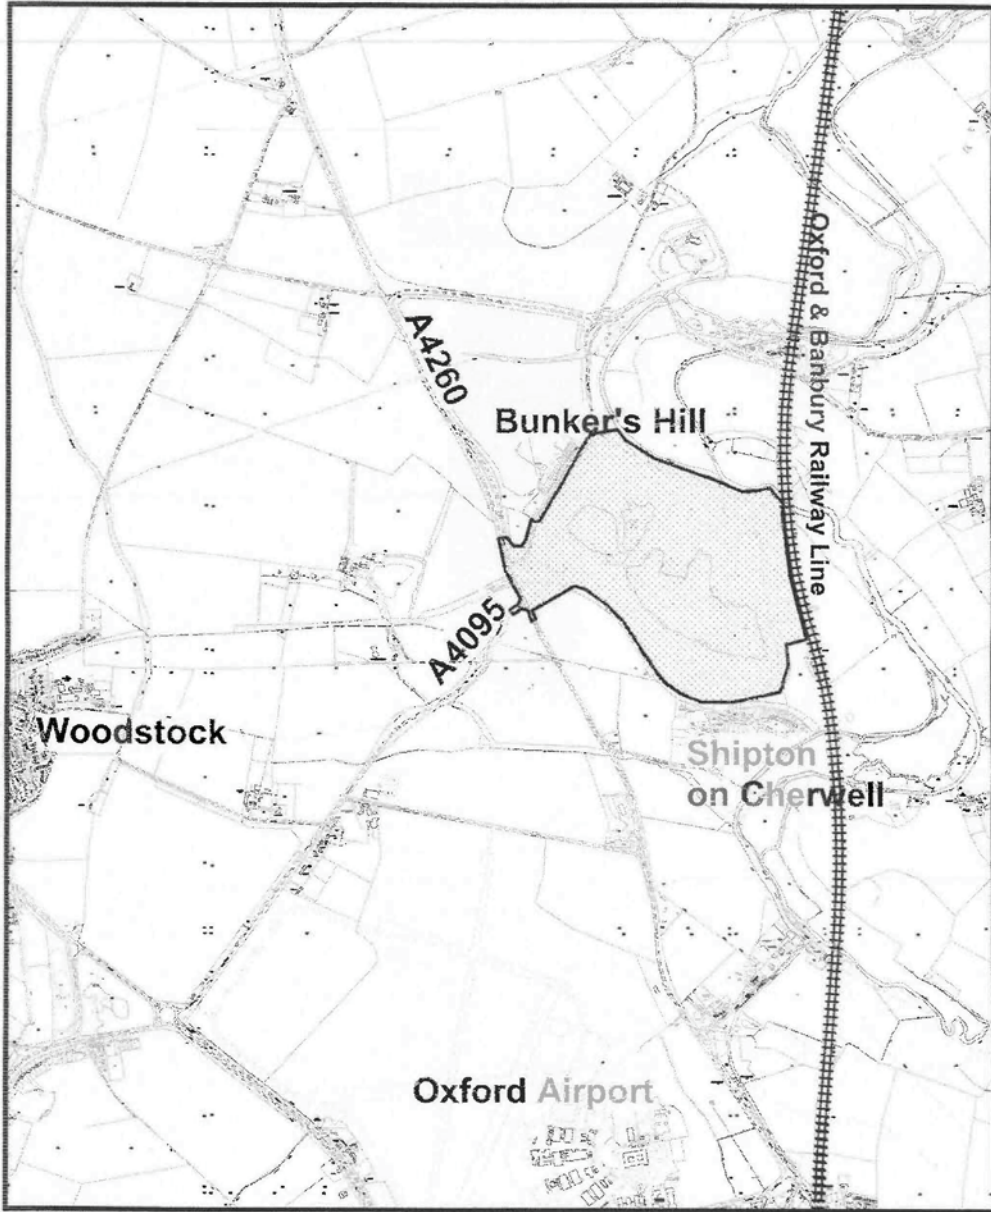 Oxford & Banbury Railway Line
A4260
Bunker's Hill
A4095
Woodstock
Shipton
on Cherwell
Oxford Airport